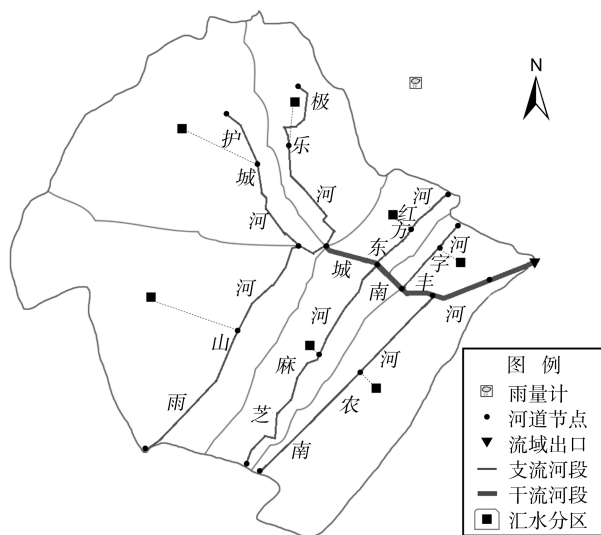 N
极乐河
护城河
东方红河
丰字河
城南河
雨山河
芝麻河
南农河
图 例
雨量计
河道节点
流域出口
支流河段
干流河段
汇水分区